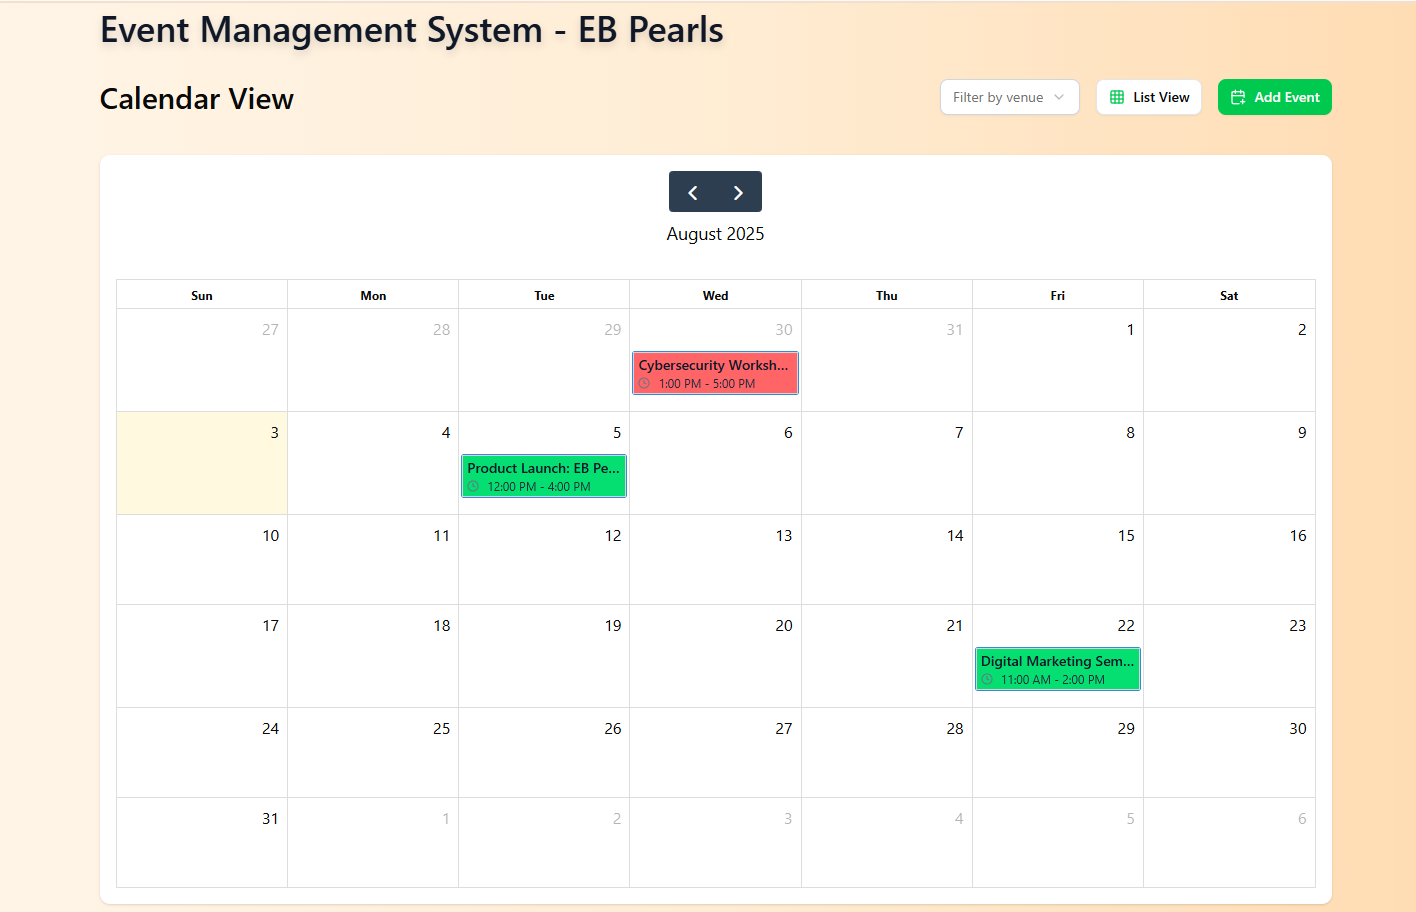 Event Management System - EB Pearls
Calendar View
Filter by venue
List View
Add Event
August 2025
Sun Mon Tue Wed Thu Fri Sat
27 28 29 30 31 1 2
Cybersecurity Worksh...
1:00 PM - 5:00 PM
3 4 5 6 7 8 9
Product Launch: EB Pe...
12:00 PM - 4:00 PM
10 11 12 13 14 15 16
17 18 19 20 21 22 23
Digital Marketing Sem...
11:00 AM - 2:00 PM
24 25 26 27 28 29 30
31 1 2 3 4 5 6